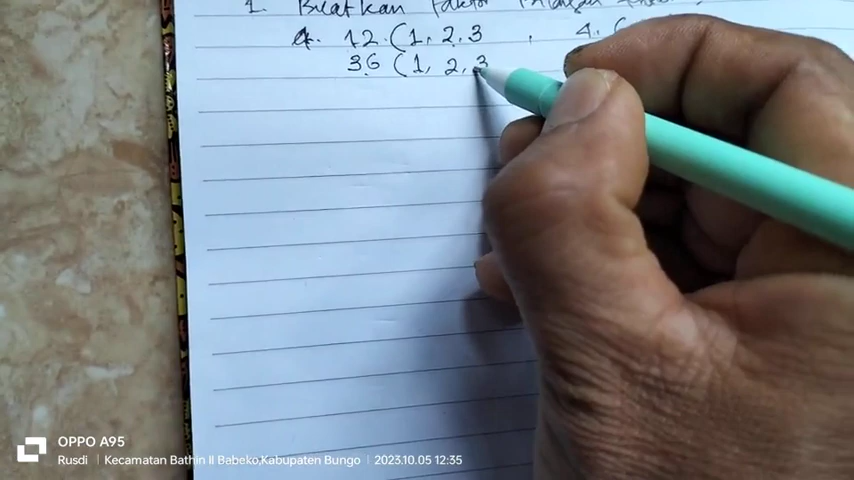 1. Buatkan Faktor
a. 12 (1, 2, 3 4. (
36 (1, 2, 3
OPPO A95
Rusdi | Kecamatan Bathin II Babeko,Kabupaten Bungo | 2023.10.05 12:35